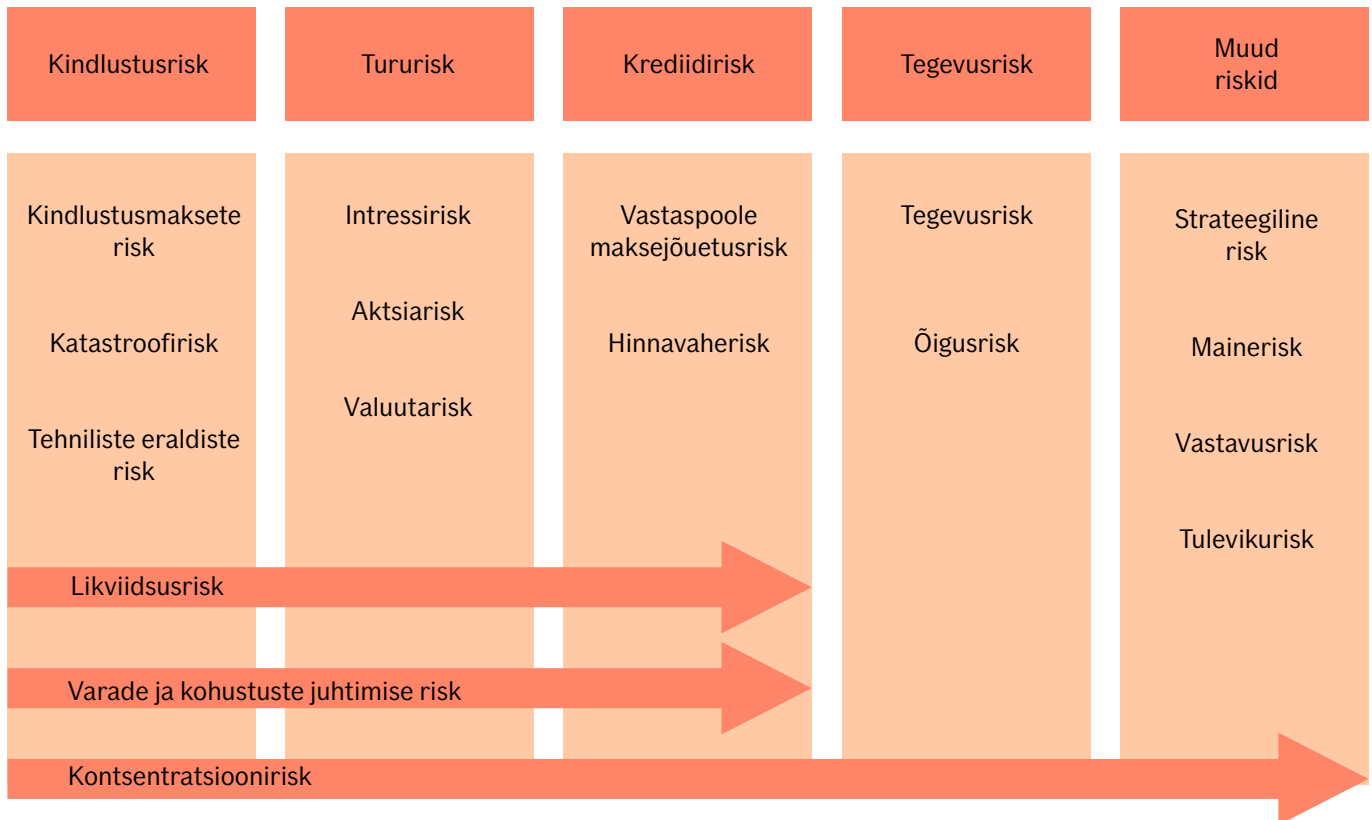 Kindlustusrisk
Tururisk
Krediidirisk
Tegevusrisk
Muud
riskid
Kindlustusmaksete
risk
Katastroofirisk
Tehniliste eraldiste
risk
Intressirisk
Aktsiarisk
Valuutarisk
Vastaspoole
maksejõuetusrisk
Hinnavaherisk
Tegevusrisk
Õigusrisk
Strateegiline
risk
Mainerisk
Vastavusrisk
Tulevikurisk
Likviidsusrisk
Varade ja kohustuste juhtimise risk
Kontsentratsioonirisk